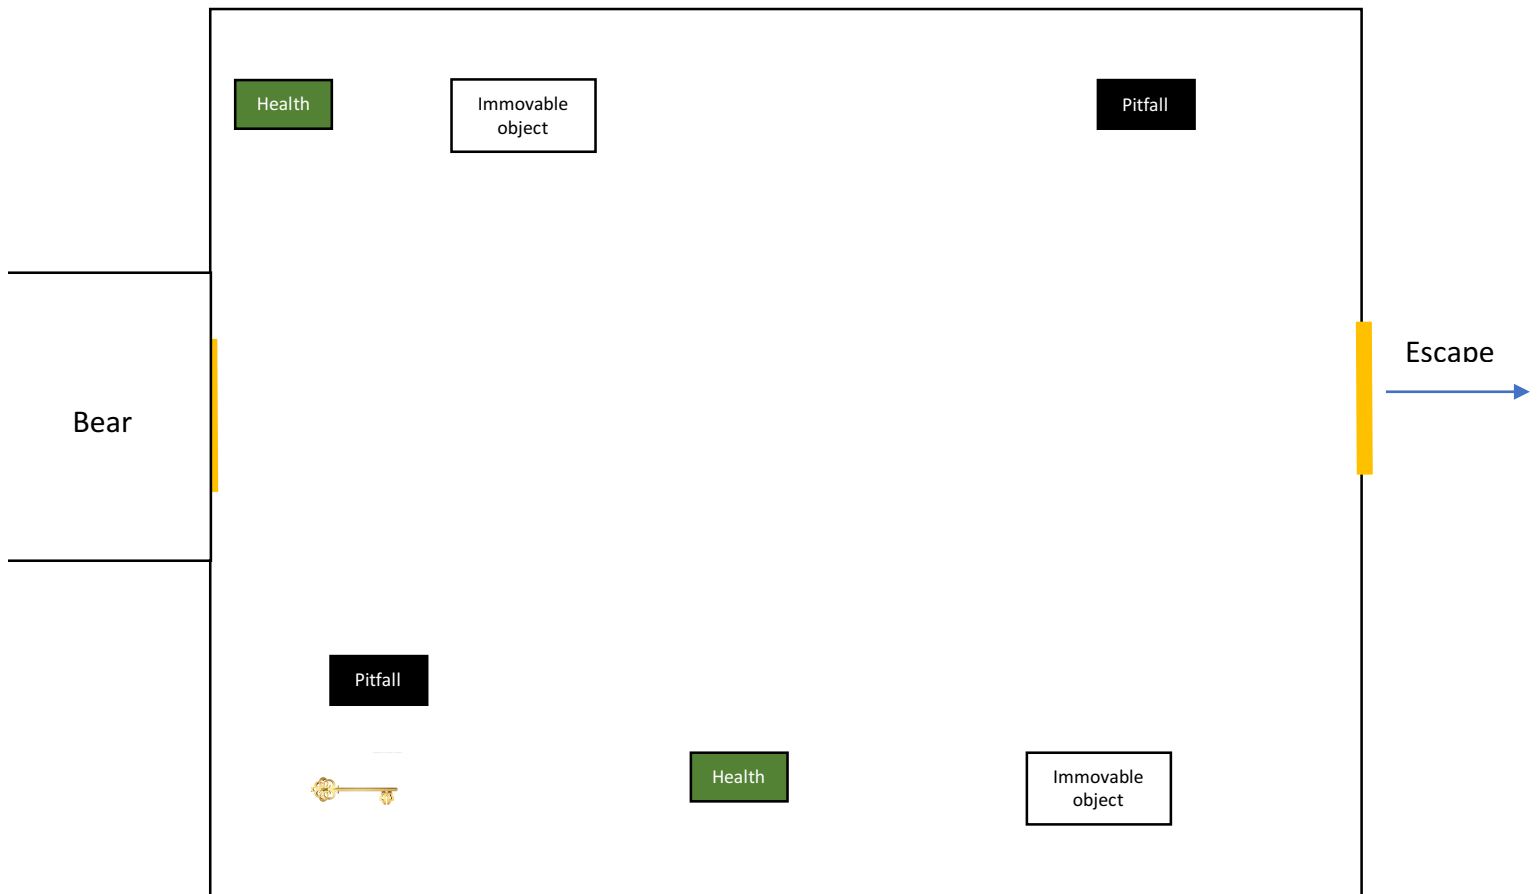 Health
Immovable
object
Pitfall
Escape
Bear
Pitfall
Health
Immovable
object